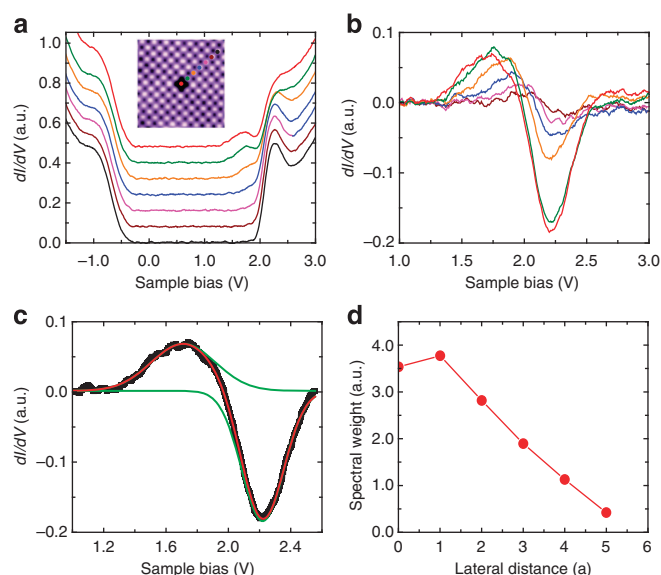 a
1.0
0.8
0.6
0.4
0.2
0.0
dI/dV (a.u.)
−1.0 0.0 1.0 2.0 3.0
Sample bias (V)
b
0.1
0.0
−0.1
−0.2
dI/dV (a.u.)
1.0 1.5 2.0 2.5 3.0
Sample bias (V)
c
0.1
0.0
−0.1
−0.2
dI/dV (a.u.)
1.2 1.6 2.0 2.4
Sample bias (V)
d
4.0
3.0
2.0
1.0
0.0
Spectral weight (a.u.)
0 1 2 3 4 5 6
Lateral distance (a)